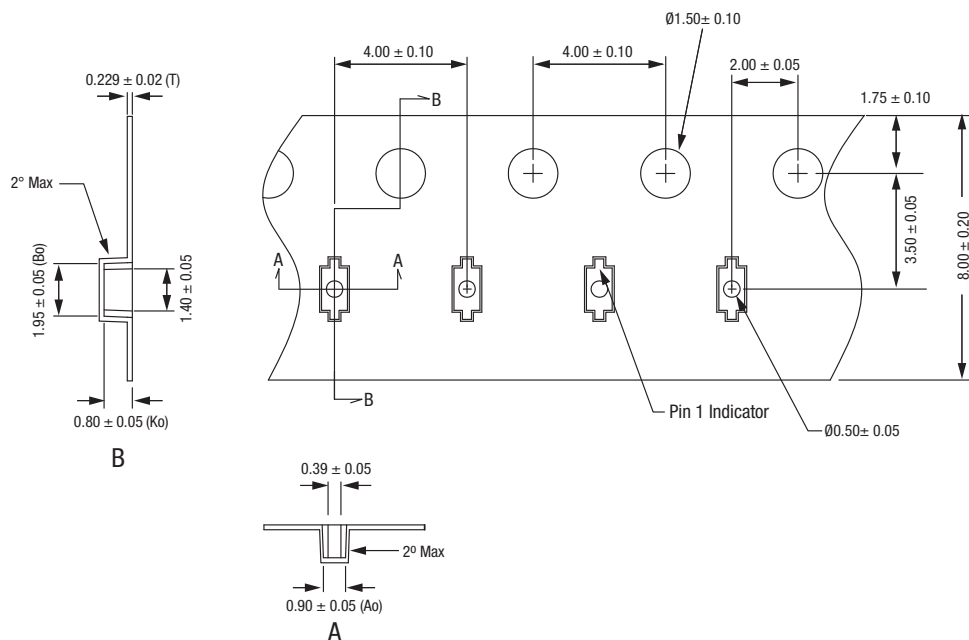 Ø1.50± 0.10
4.00 ± 0.10
4.00 ± 0.10
2.00 ± 0.05
0.229 ± 0.02 (T)
1.75 ± 0.10
B
2° Max
3.50 ± 0.05
8.00 ± 0.20
A
A
1.95 ± 0.05 (Bo)
1.40 ± 0.05
B
Pin 1 Indicator
0.80 ± 0.05 (Ko)
Ø0.50± 0.05
B
0.39 ± 0.05
2º Max
0.90 ± 0.05 (Ao)
A